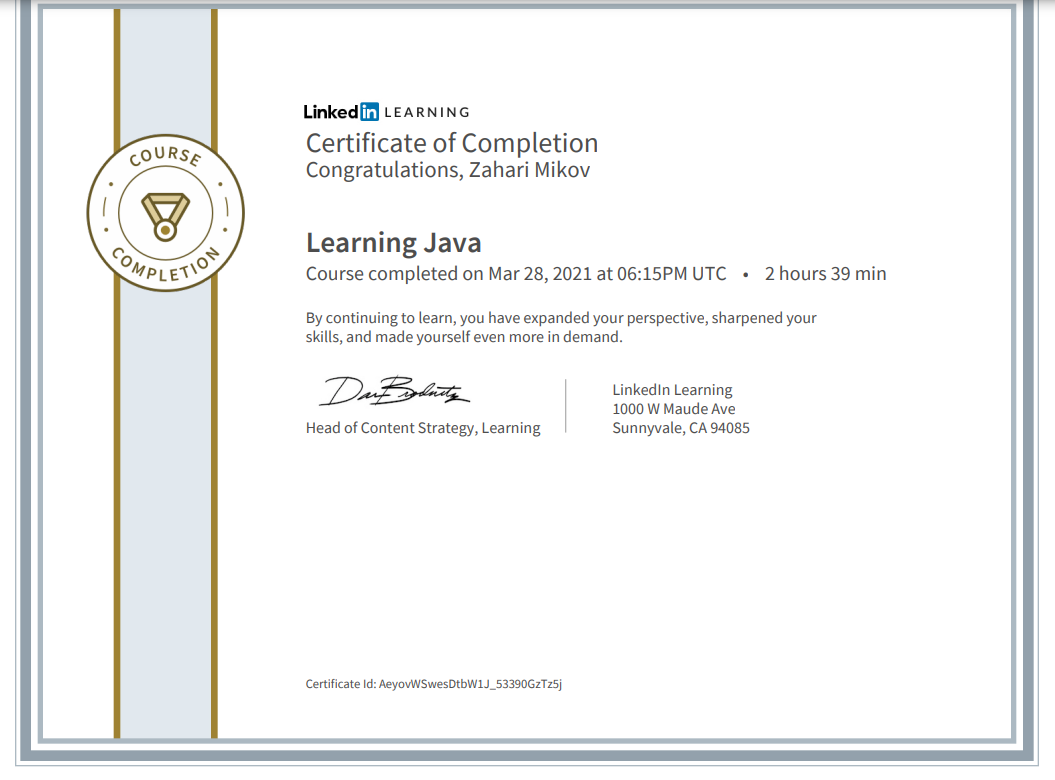 COURSE
COMPLETION
Linked in LEARNING
Certificate of Completion
Congratulations, Zahari Mikov
Learning Java
Course completed on Mar 28, 2021 at 06:15PM UTC • 2 hours 39 min
By continuing to learn, you have expanded your perspective, sharpened your
skills, and made yourself even more in demand.
Head of Content Strategy, Learning
LinkedIn Learning
1000 W Maude Ave
Sunnyvale, CA 94085
Certificate Id: AeyovWSwesDtbW1J_53390GzTz5j